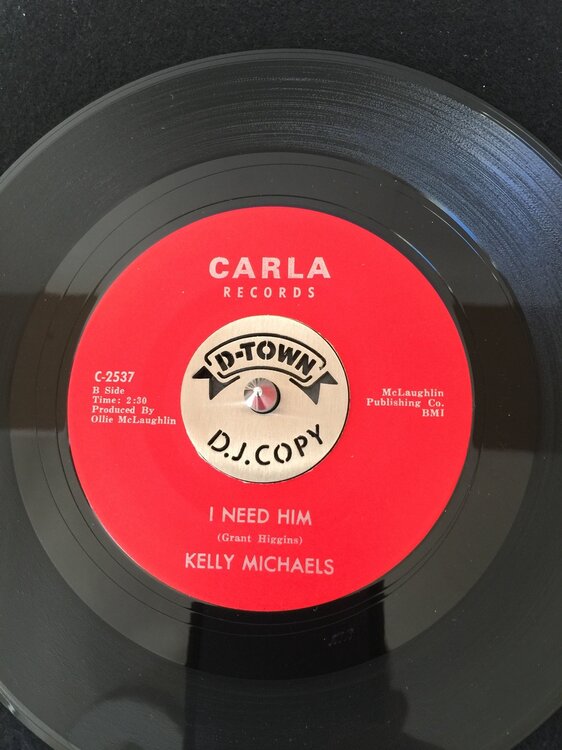 CARLA
RECORDS
D-TOWN
D.J.COPY
C-2537
B Side
Time: 2:30
Produced By
Ollie McLaughlin
McLaughlin
Publishing Co.
BMI
I NEED HIM
(Grant Higgins)
KELLY MICHAELS